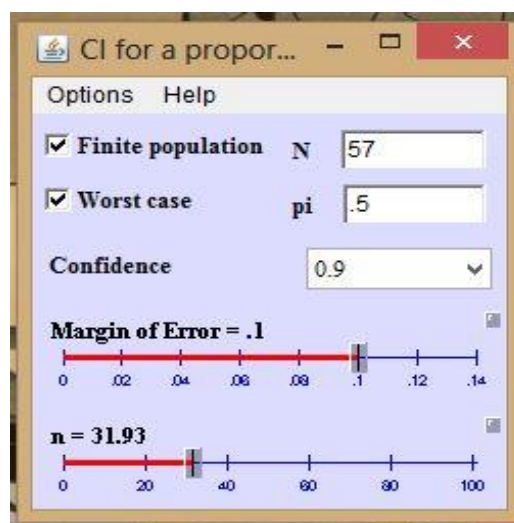 CI for a propor...
Options Help
Finite population N 57
Worst case pi .5
Confidence 0.9
Margin of Error = .1
0 .02 .04 .06 .08 .1 .12 .14
n = 31.93
0 20 40 60 80 100